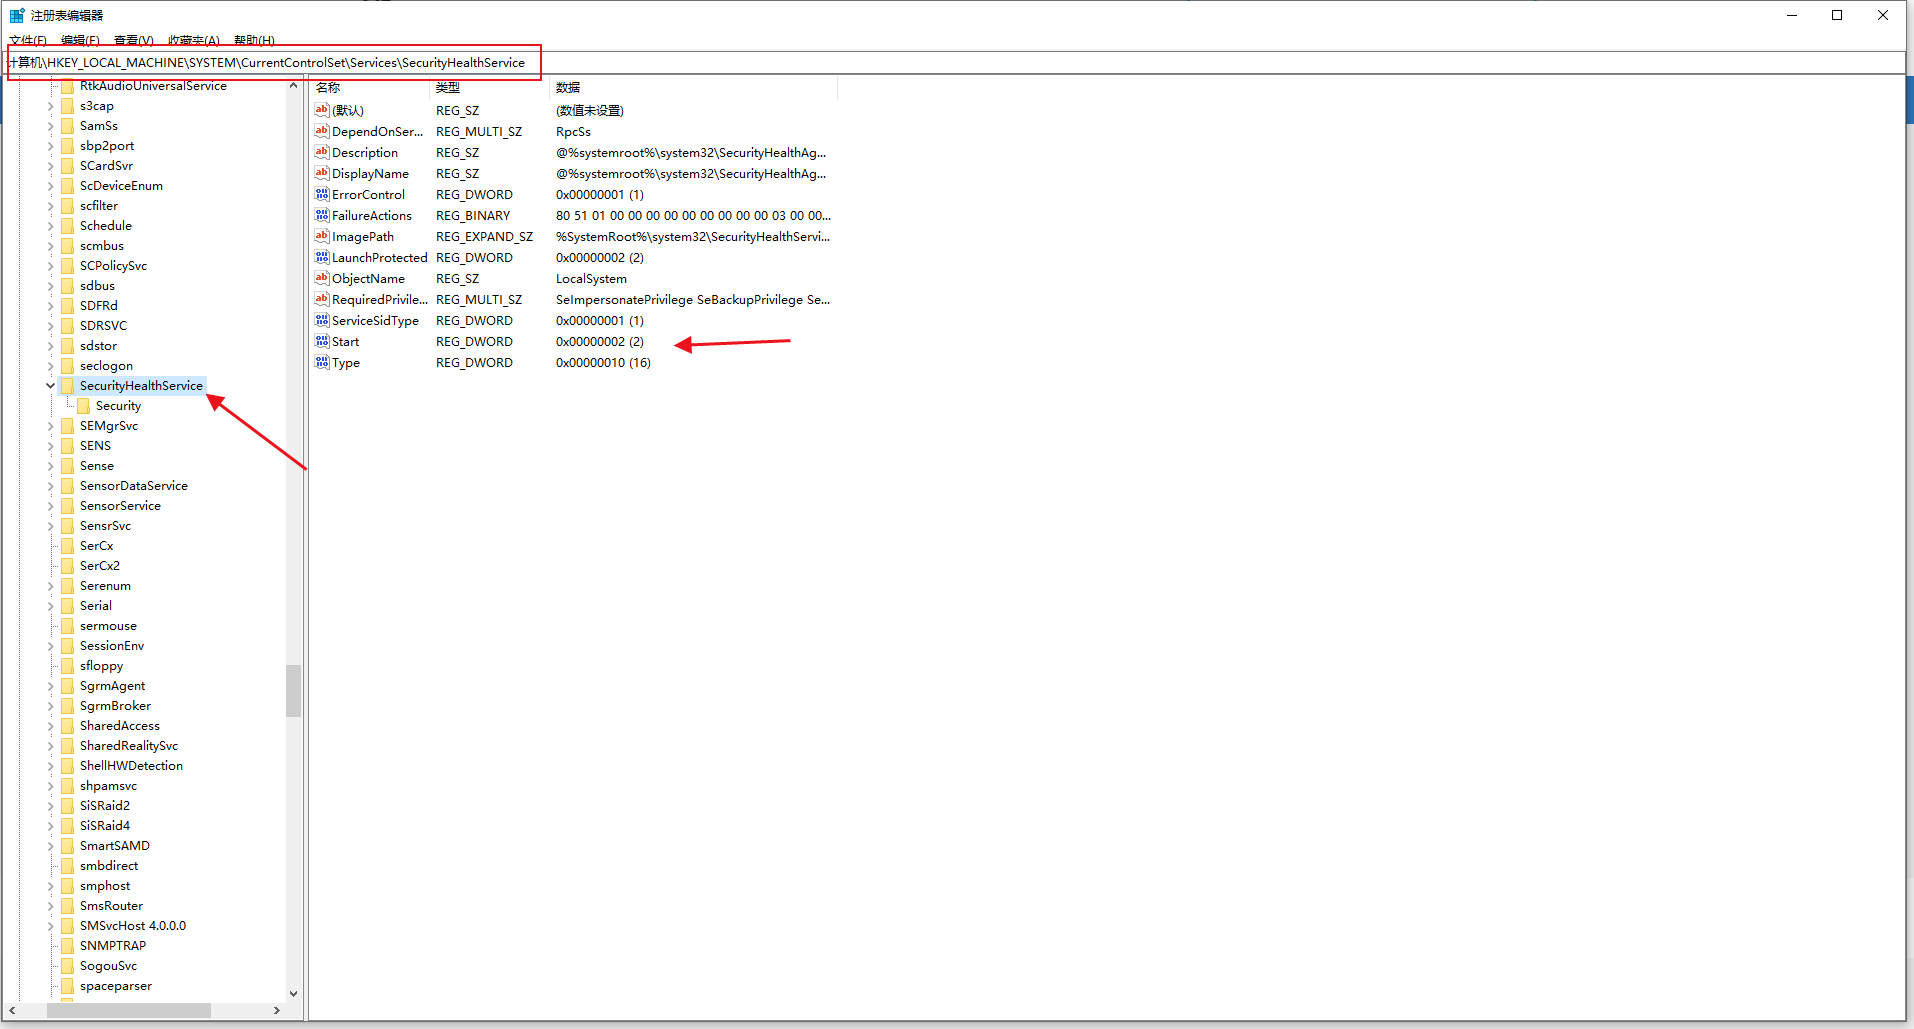 注册表编辑器
文件(F) 编辑(E) 查看(V) 收藏夹(A) 帮助(H)
计算机\HKEY_LOCAL_MACHINE\SYSTEM\CurrentControlSet\Services\SecurityHealthService
RtkAudioUniversalService
s3cap
SamSs
sbp2port
SCardSvr
ScDeviceEnum
scfilter
Schedule
scmbus
SCPolicySvc
sdbus
SDFRd
SDRSVC
sdstor
seclogon
SecurityHealthService
Security
SEMgrSvc
SENS
Sense
SensorDataService
SensorService
SensrSvc
SerCx
SerCx2
Serenum
Serial
sermouse
SessionEnv
sfloppy
SgrmAgent
SgrmBroker
SharedAccess
SharedRealitySvc
ShellHWDetection
shpamsvc
SiSRaid2
SiSRaid4
SmartSAMD
smbdirect
smphost
SmsRouter
SMSvcHost 4.0.0.0
SNMPTRAP
SogouSvc
spaceparser
名称 类型 数据
(默认) REG_SZ (数值未设置)
DependOnSer... REG_MULTI_SZ RpcSs
Description REG_SZ @%systemroot%\system32\SecurityHealthAg...
DisplayName REG_SZ @%systemroot%\system32\SecurityHealthAg...
ErrorControl REG_DWORD 0x00000001 (1)
FailureActions REG_BINARY 80 51 01 00 00 00 00 00 00 00 00 00 03 00 00...
ImagePath REG_EXPAND_SZ %SystemRoot%\system32\SecurityHealthServi...
LaunchProtected REG_DWORD 0x00000002 (2)
ObjectName REG_SZ LocalSystem
RequiredPrivile... REG_MULTI_SZ SeImpersonatePrivilege SeBackupPrivilege Se...
ServiceSidType REG_DWORD 0x00000001 (1)
Start REG_DWORD 0x00000002 (2)
Type REG_DWORD 0x00000010 (16)